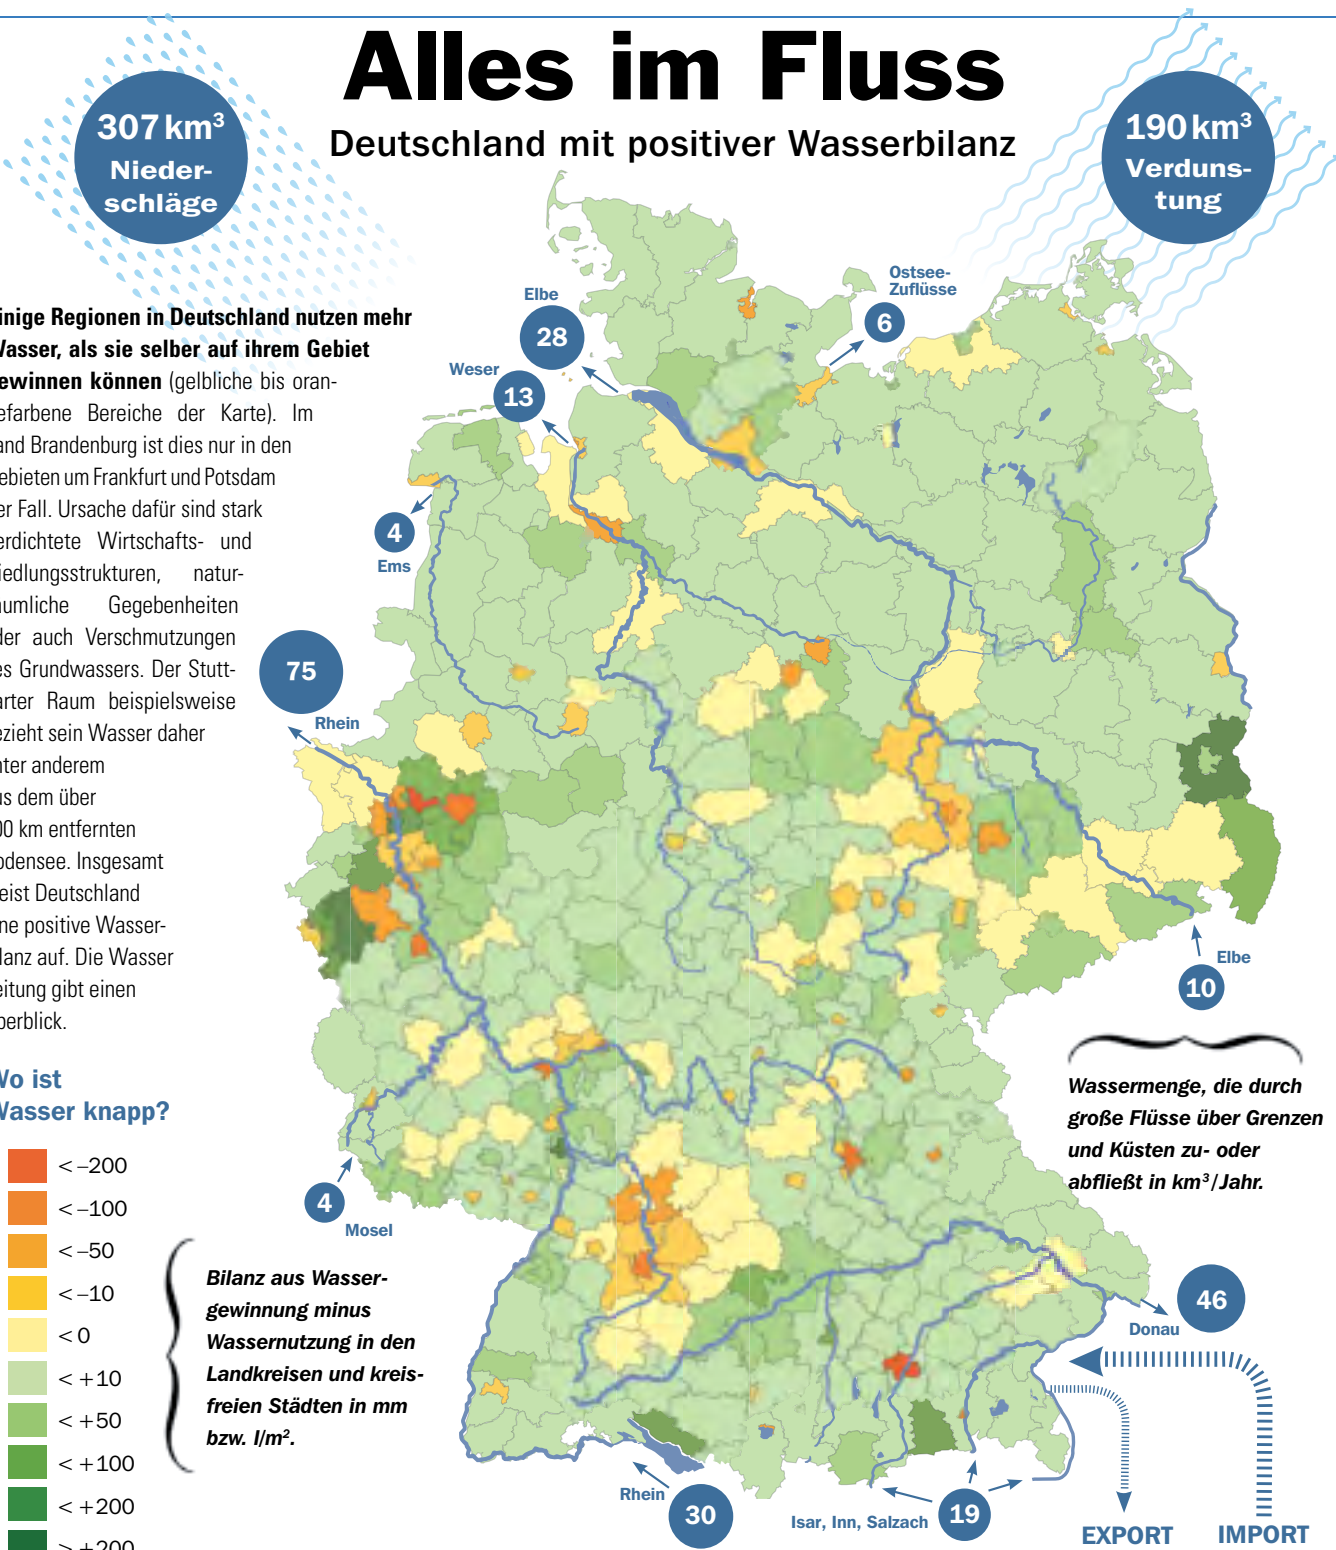 Alles im Fluss
Deutschland mit positiver Wasserbilanz
307 km³
Nieder-
schläge
190 km³
Verduns-
tung
inige Regionen in Deutschland nutzen mehr
Wasser, als sie selber auf ihrem Gebiet
ewinnen können (gelbliche bis oran-
efarbene Bereiche der Karte). Im
and Brandenburg ist dies nur in den
ebieten um Frankfurt und Potsdam
er Fall. Ursache dafür sind stark
erdichtete Wirtschafts- und
iedlungsstrukturen, natur-
äumliche Gegebenheiten
der auch Verschmutzungen
es Grundwassers. Der Stutt-
arter Raum beispielsweise
ezieht sein Wasser daher
nter anderem
us dem über
00 km entfernten
odensee. Insgesamt
eist Deutschland
ne positive Wasser-
lanz auf. Die Wasser
eitung gibt einen
berblick.
Wo ist
Wasser knapp?
< –200
< –100
< –50
< –10
< 0
< +10
< +50
< +100
< +200
> +200
Bilanz aus Wasser-
gewinnung minus
Wassernutzung in den
Landkreisen und kreis-
freien Städten in mm
bzw. l/m².
Elbe
28
Weser
13
Ostsee-
Zuflüsse
6
4
Ems
75
Rhein
Elbe
10
Wassermenge, die durch
große Flüsse über Grenzen
und Küsten zu- oder
abfließt in km³/Jahr.
4
Mosel
46
Donau
Rhein
30
Isar, Inn, Salzach
19
EXPORT
IMPORT